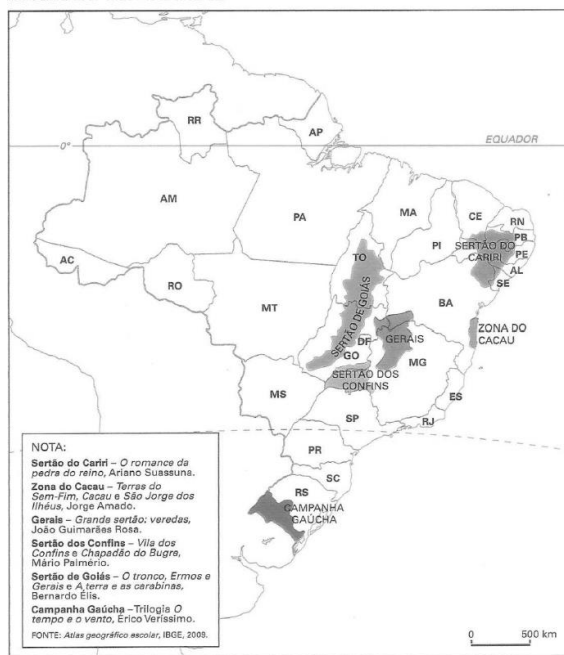 RR
AP
0°
EQUADOR
AM
PA
MA
CE
RN
PB
PE
AL
SE
PI
SERTÃO DO
CARIRI
AC
RO
TO
MT
BA
SERTÃO DE GOIÁS
DF
GO
GERAIS
MG
ZONA DO
CACAU
SERTÃO DOS
CONFINS
MS
ES
SP
RJ
PR
SC
RS
CAMPANHA
GAÚCHA
NOTA:
Sertão do Cariri – O romance da
pedra do reino, Ariano Suassuna.
Zona do Cacau – Terras do
Sem-Fim, Cacau e São Jorge dos
Ilhéus, Jorge Amado.
Gerais – Grande sertão: veredas,
João Guimarães Rosa.
Sertão dos Confins – Vila dos
Confins e Chapadão do Bugre,
Mário Palmério.
Sertão de Goiás – O tronco, Ermos e
Gerais e A terra e as carabinas,
Bernardo Élis.
Campanha Gaúcha –Trilogia O
tempo e o vento, Érico Veríssimo.
FONTE: Atlas geográfico escolar, IBGE, 2009.
0 500 km